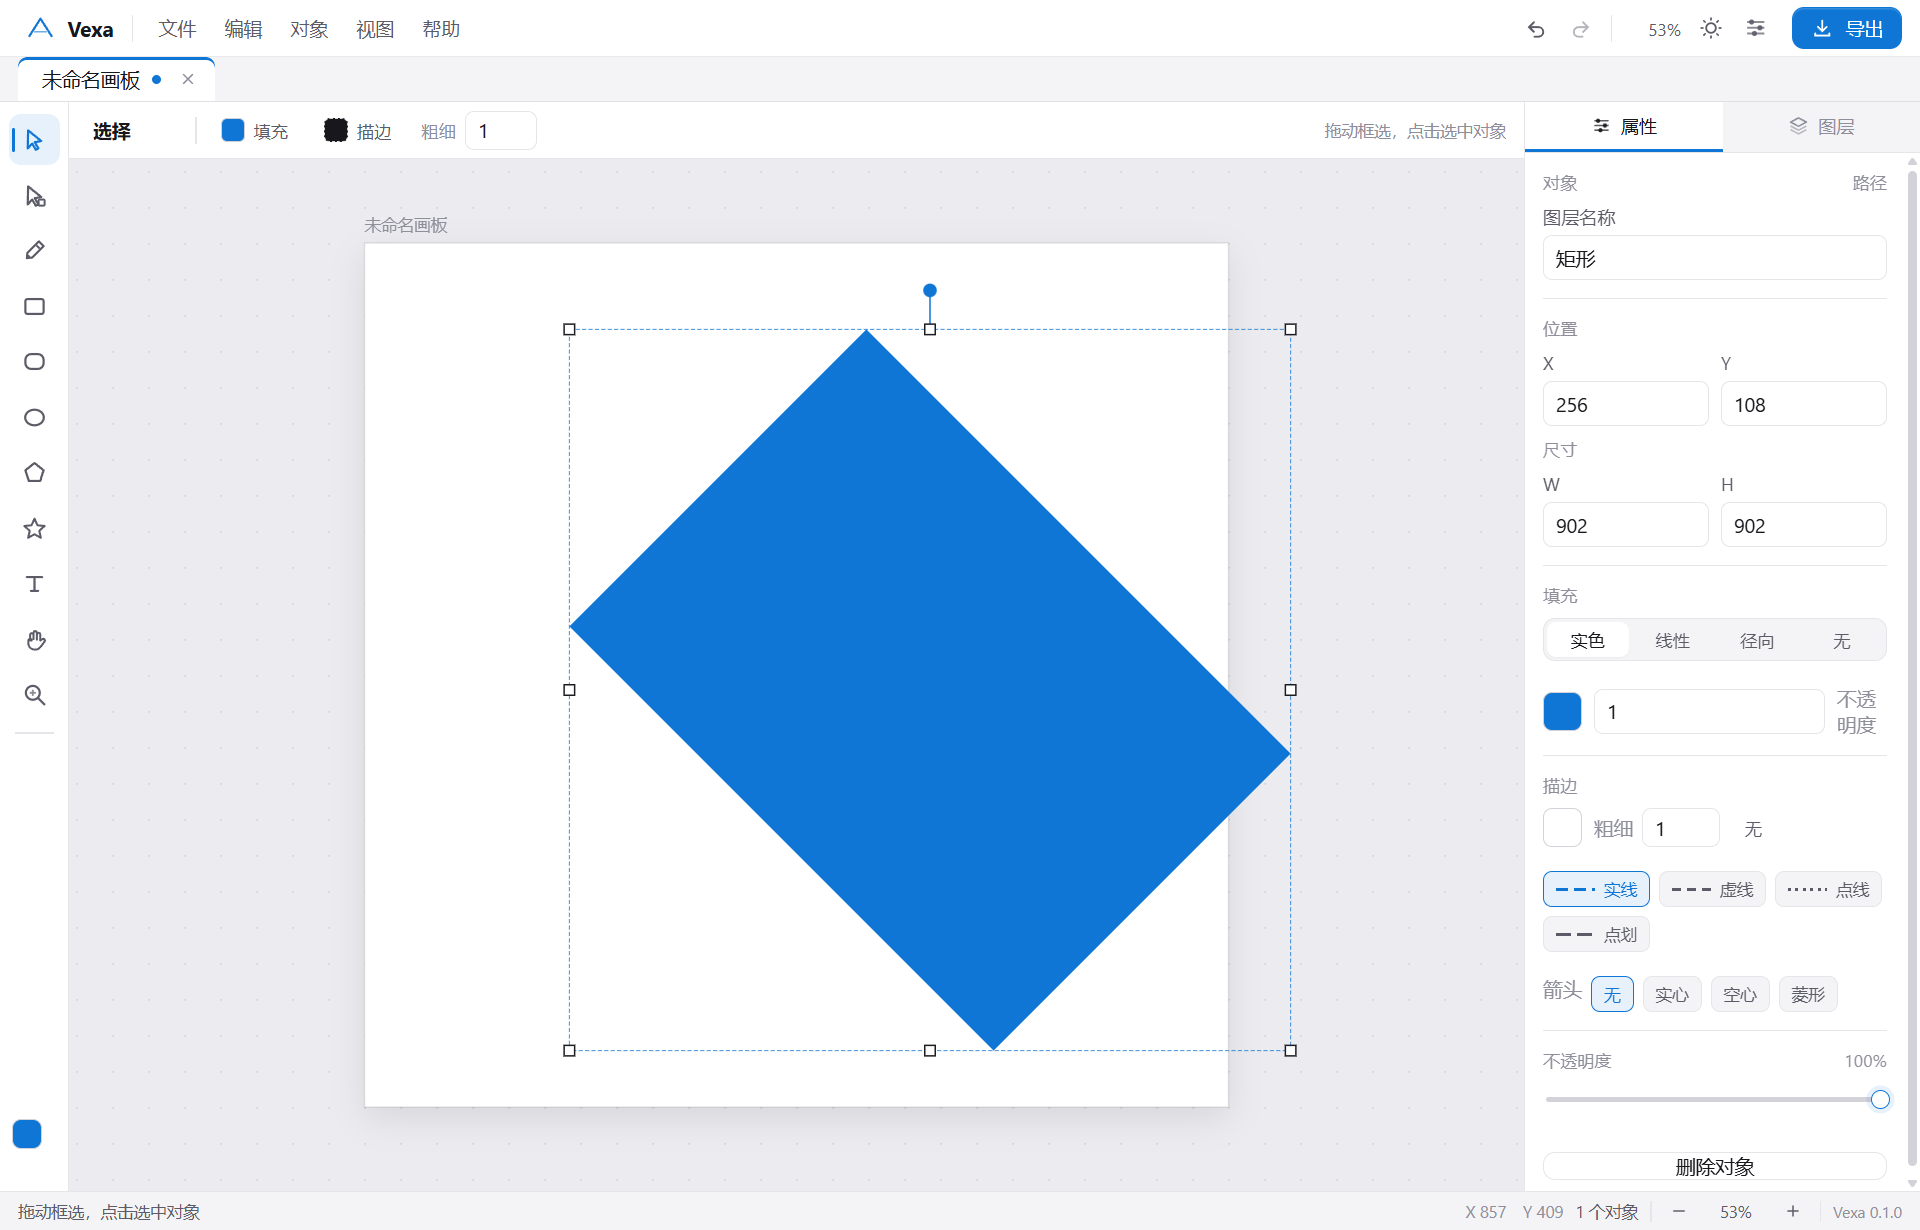 Vexa 文件 编辑 对象 视图 帮助 53% 导出
未命名画板
选择 填充 描边 粗细 1 拖动框选，点击选中对象 属性 图层
未命名画板
对象 路径
图层名称
矩形
位置
X Y
256 108
尺寸
W H
902 902
填充
实色 线性 径向 无
1 不透明度
描边
粗细 1 无
实线 虚线 点线
点划
箭头 无 实心 空心 菱形
不透明度 100%
删除对象
拖动框选，点击选中对象 X 857 Y 409 1 个对象 53% Vexa 0.1.0